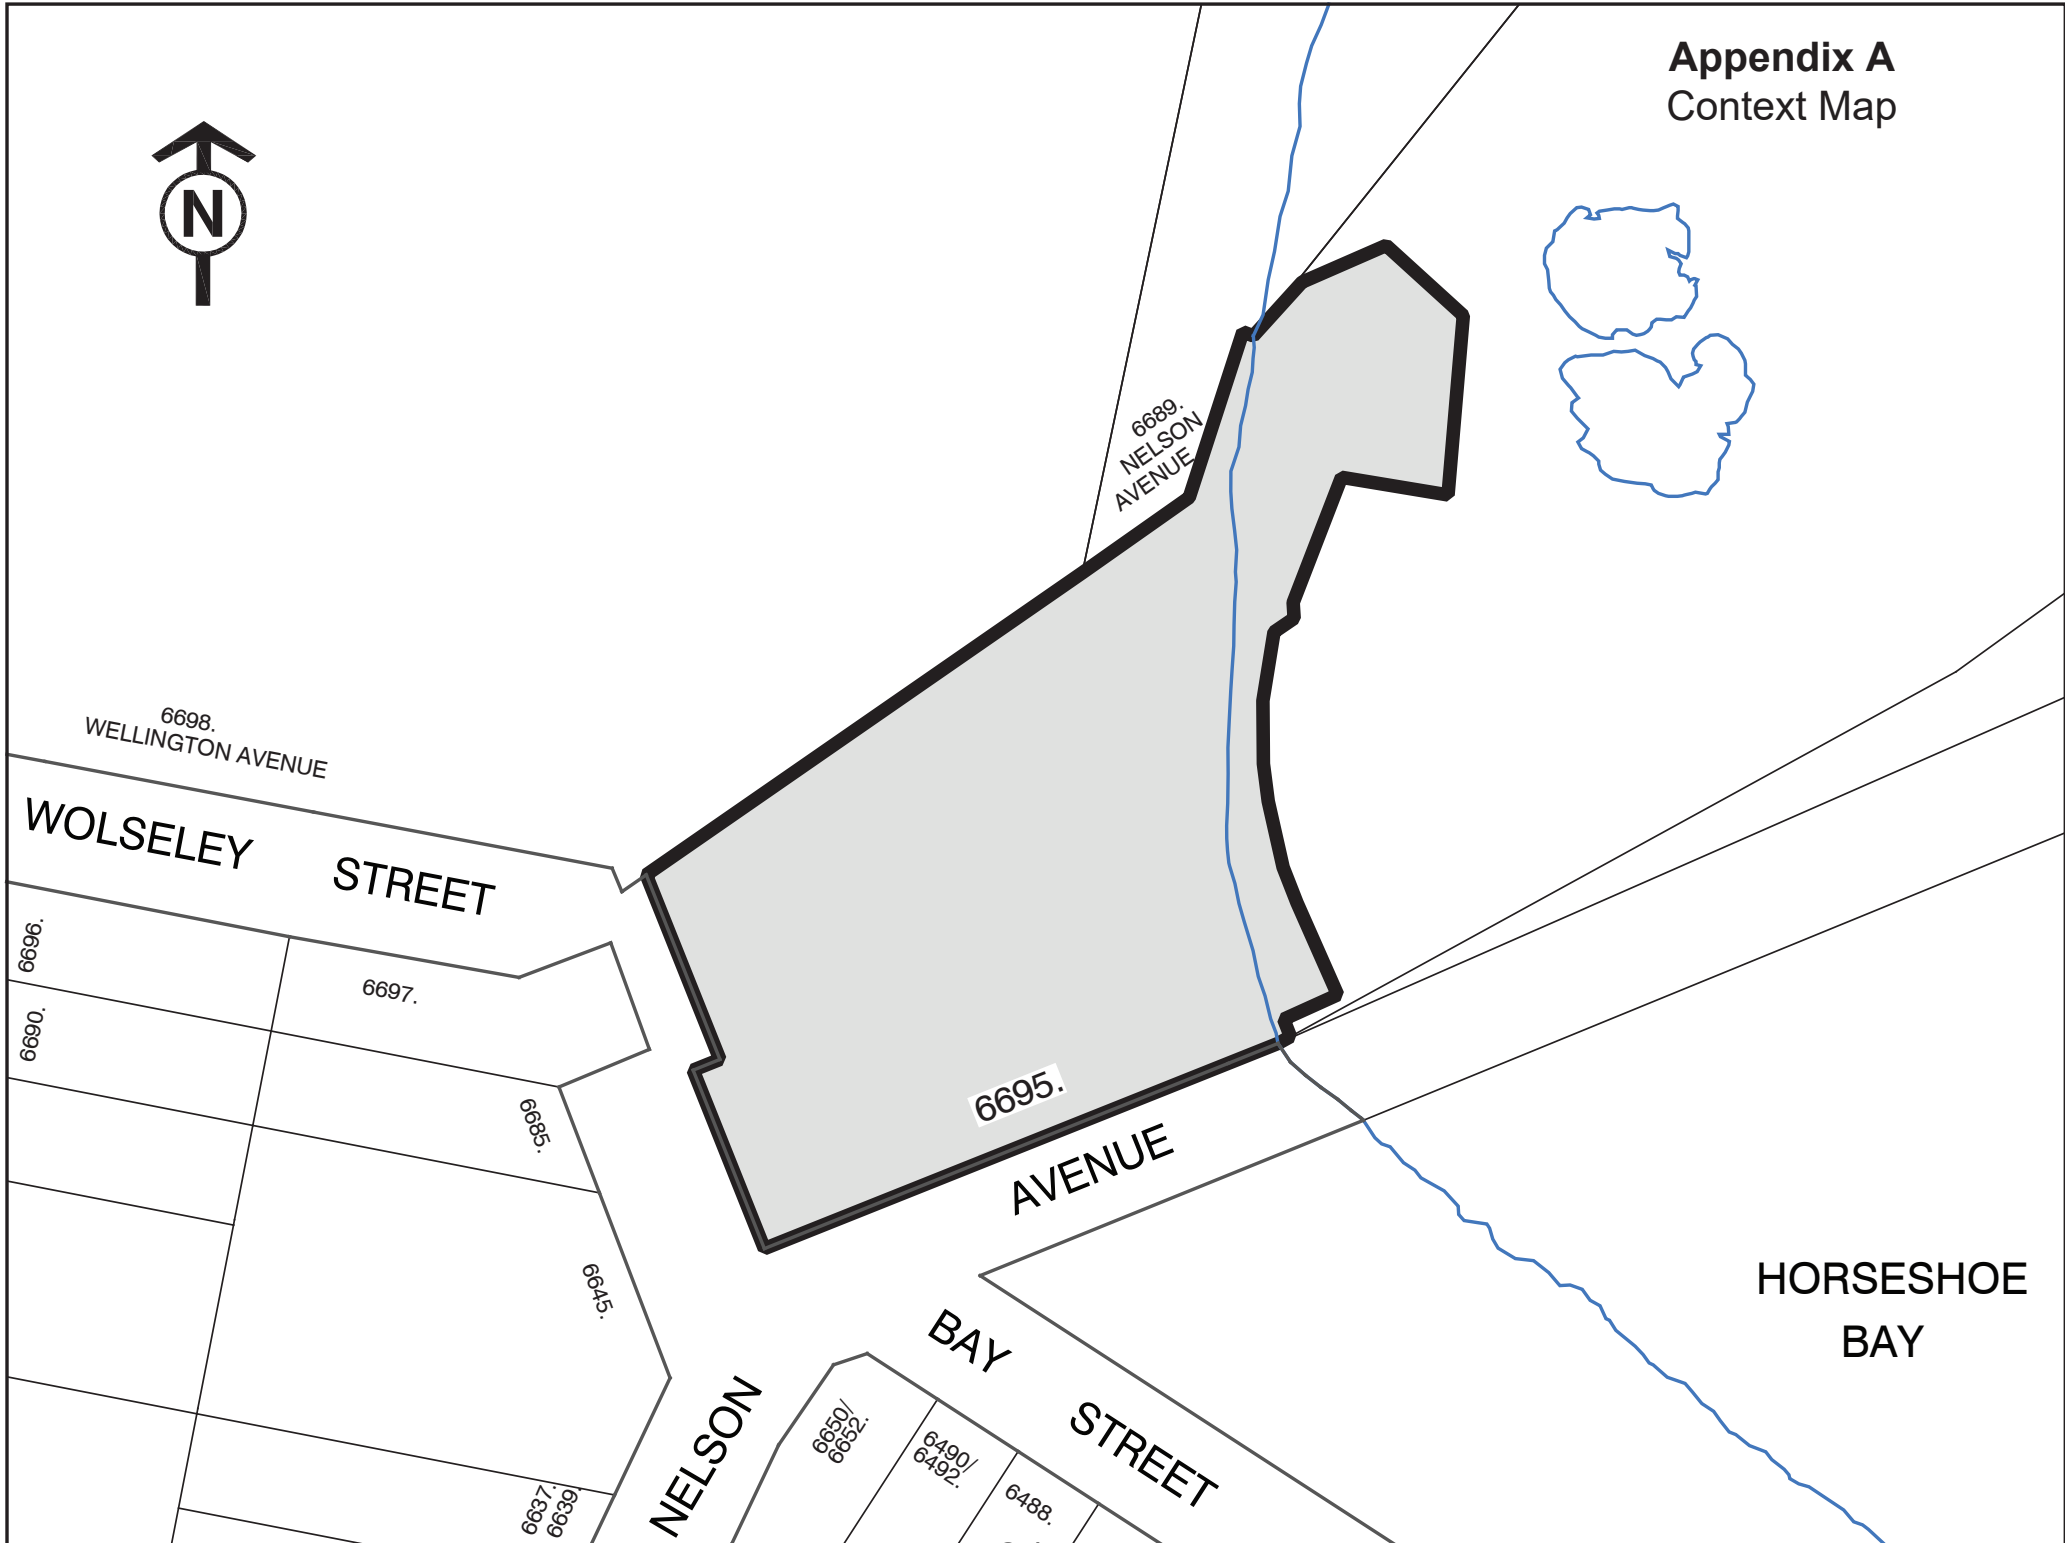 Appendix A
Context Map
N
6689.
NELSON
AVENUE
6698.
WELLINGTON AVENUE
WOLSELEY STREET
6696.
6697.
6690.
6695.
6685.
AVENUE
6645.
HORSESHOE
BAY
BAY STREET
NELSON
6650/
6652.
6490/
6492.
6488.
6637.
6639.